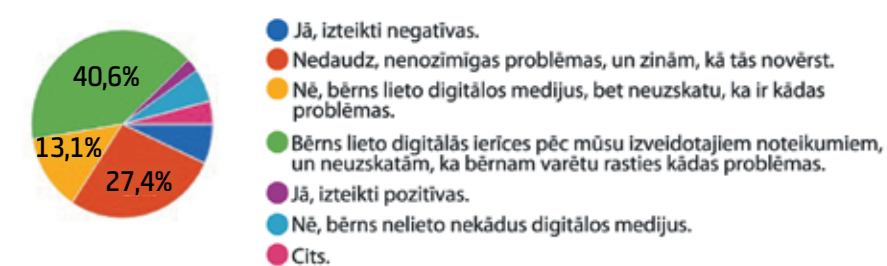 40,6%
13,1%
27,4%
Jā, izteikti negatīvas.
Nedaudz, nenozīmīgas problēmas, un zinām, kā tās novērst.
Nē, bērns lieto digitālos medijus, bet neuzskatu, ka ir kādas
problēmas.
Bērns lieto digitālās ierīces pēc mūsu izveidotajiem noteikumiem,
un neuzskatām, ka bērnam varētu rasties kādas problēmas.
Jā, izteikti pozitīvas.
Nē, bērns nelieto nekādus digitālos medijus.
Cits.